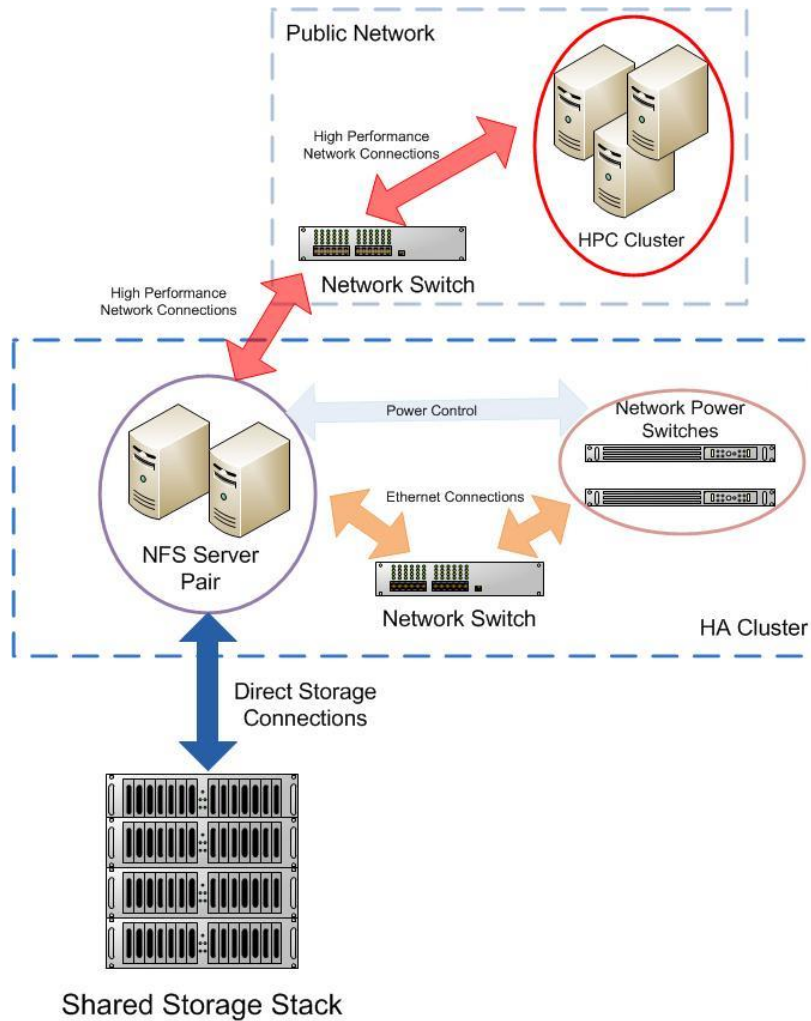 Public Network
High Performance
Network Connections
HPC Cluster
Network Switch
High Performance
Network Connections
Power Control
Network Power
Switches
Ethernet Connections
NFS Server
Pair
Network Switch
HA Cluster
Direct Storage
Connections
Shared Storage Stack